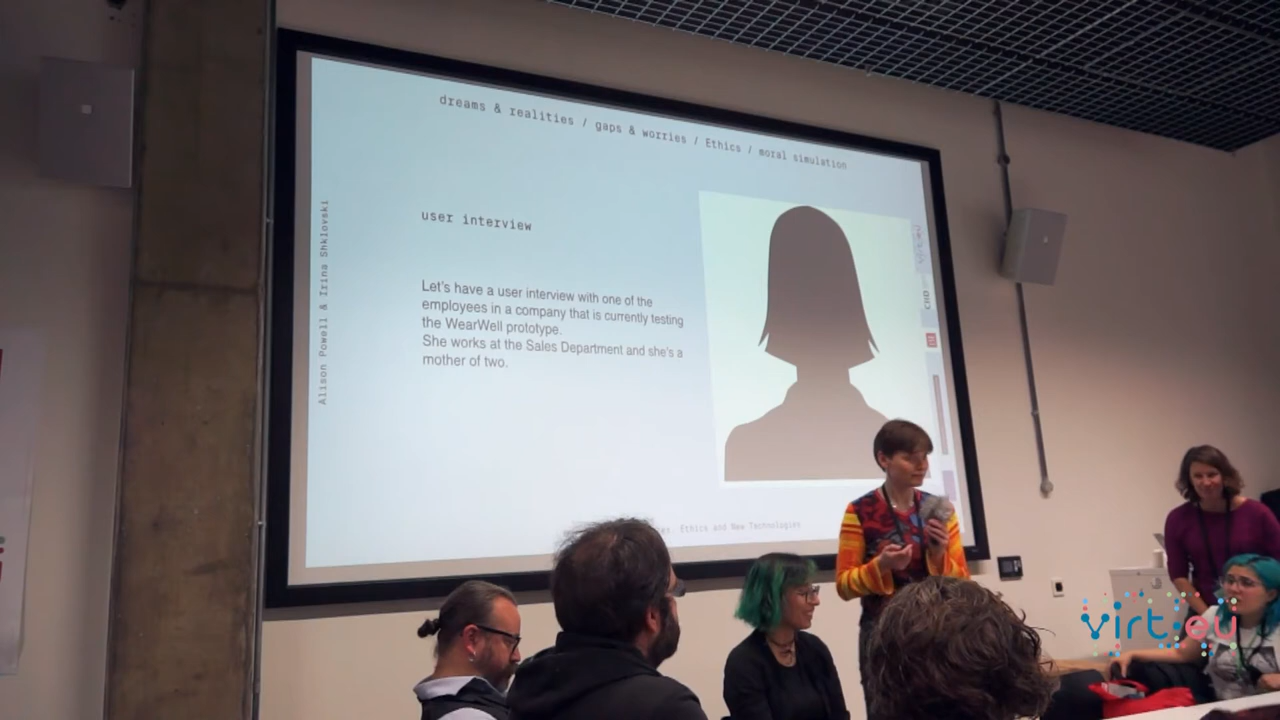 dreams & realities / gaps & worries / Ethics / moral simulation
Alison Powell & Irina Shklovski
user interview
Let's have a user interview with one of the
employees in a company that is currently testing
the WearWell prototype.
She works at the Sales Department and she's a
mother of two.
CHD
LSE
Ethics and New Technologies
virt.eu